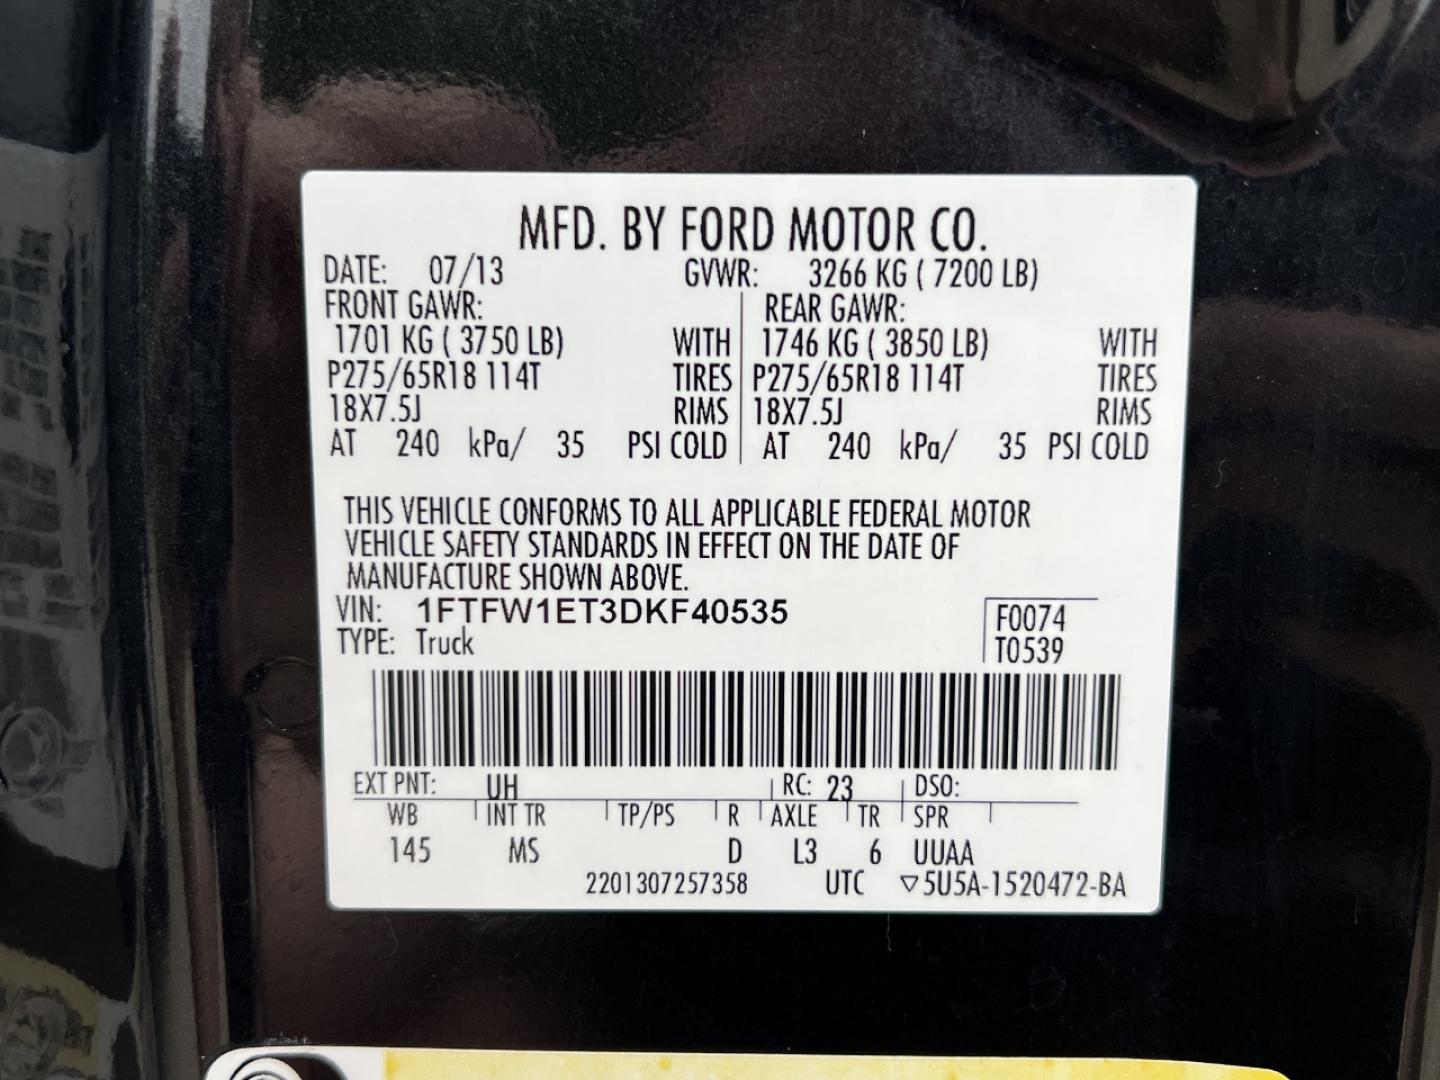 MFD. BY FORD MOTOR CO.
DATE: 07/13 GVWR: 3266 KG ( 7200 LB)
FRONT GAWR: REAR GAWR:
1701 KG ( 3750 LB) WITH 1746 KG ( 3850 LB) WITH
P275/65R18 114T TIRES P275/65R18 114T TIRES
18X7.5J RIMS 18X7.5J RIMS
AT 240 kPa/ 35 PSI COLD AT 240 kPa/ 35 PSI COLD
THIS VEHICLE CONFORMS TO ALL APPLICABLE FEDERAL MOTOR
VEHICLE SAFETY STANDARDS IN EFFECT ON THE DATE OF
MANUFACTURE SHOWN ABOVE.
VIN: 1FTFW1ET3DKF40535 F0074
TYPE: Truck T0539
EXT PNT: UH RC: 23 DSO:
WB INT TR TP/PS R AXLE TR SPR
145 MS D L3 6 UUAA
2201307257358 UTC ▽5U5A-1520472-BA